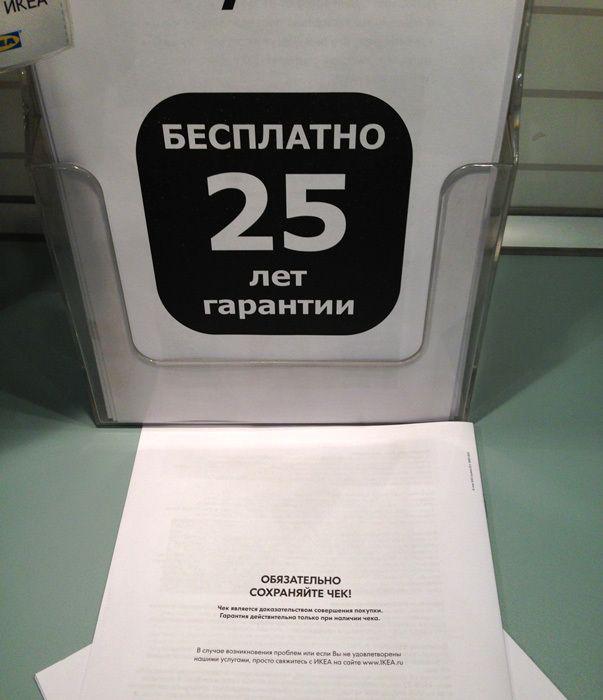 ИКЕА
БЕСПЛАТНО
25
лет
гарантии
ОБЯЗАТЕЛЬНО
СОХРАНЯЙТЕ ЧЕК!
Чек является доказательством совершения покупки.
Гарантия действительна только при наличии чека.
В случае возникновения проблем или если Вы не удовлетворены
нашими услугами, просто свяжитесь с ИКЕА на сайте www.IKEA.ru